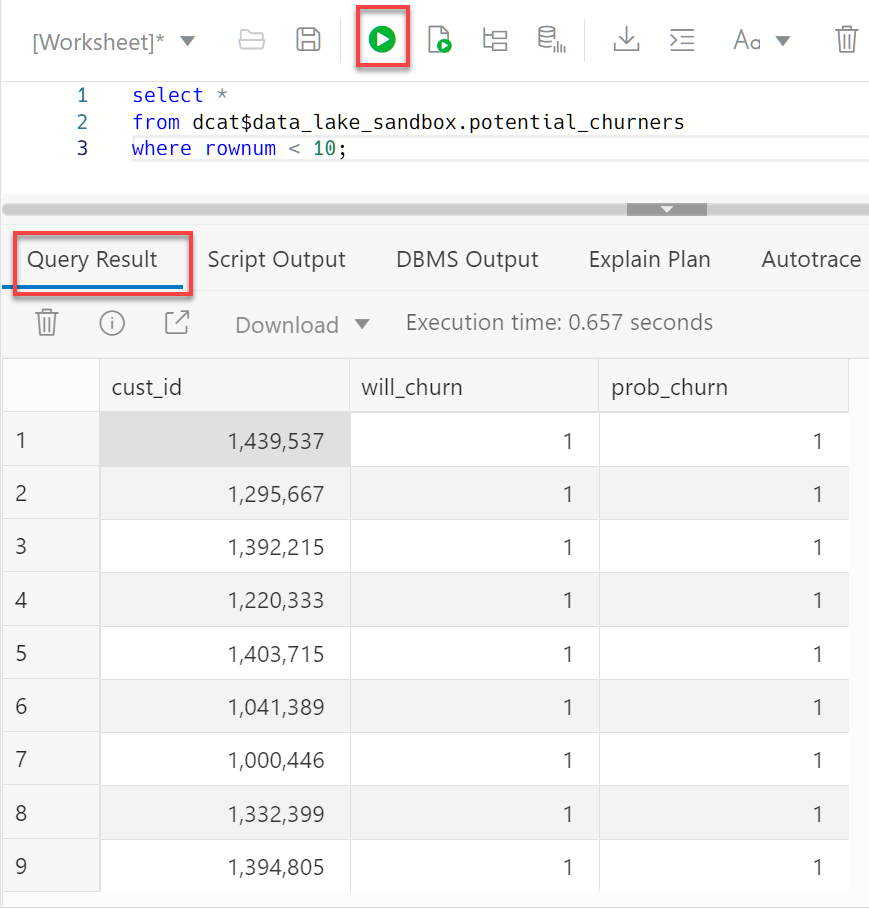 [Worksheet]* Aa
1 select *
2 from dcat$data_lake_sandbox.potential_churners
3 where rownum < 10;
Query Result Script Output DBMS Output Explain Plan Autotrace
Download Execution time: 0.657 seconds
cust_id will_churn prob_churn
1 1,439,537 1 1
2 1,295,667 1 1
3 1,392,215 1 1
4 1,220,333 1 1
5 1,403,715 1 1
6 1,041,389 1 1
7 1,000,446 1 1
8 1,332,399 1 1
9 1,394,805 1 1